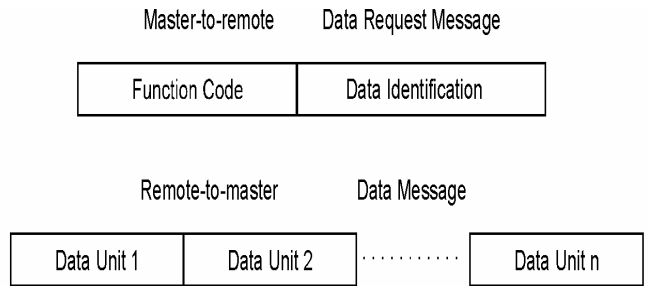 Master-to-remote Data Request Message
Function Code Data Identification
Remote-to-master Data Message
Data Unit 1 Data Unit 2 ........... Data Unit n